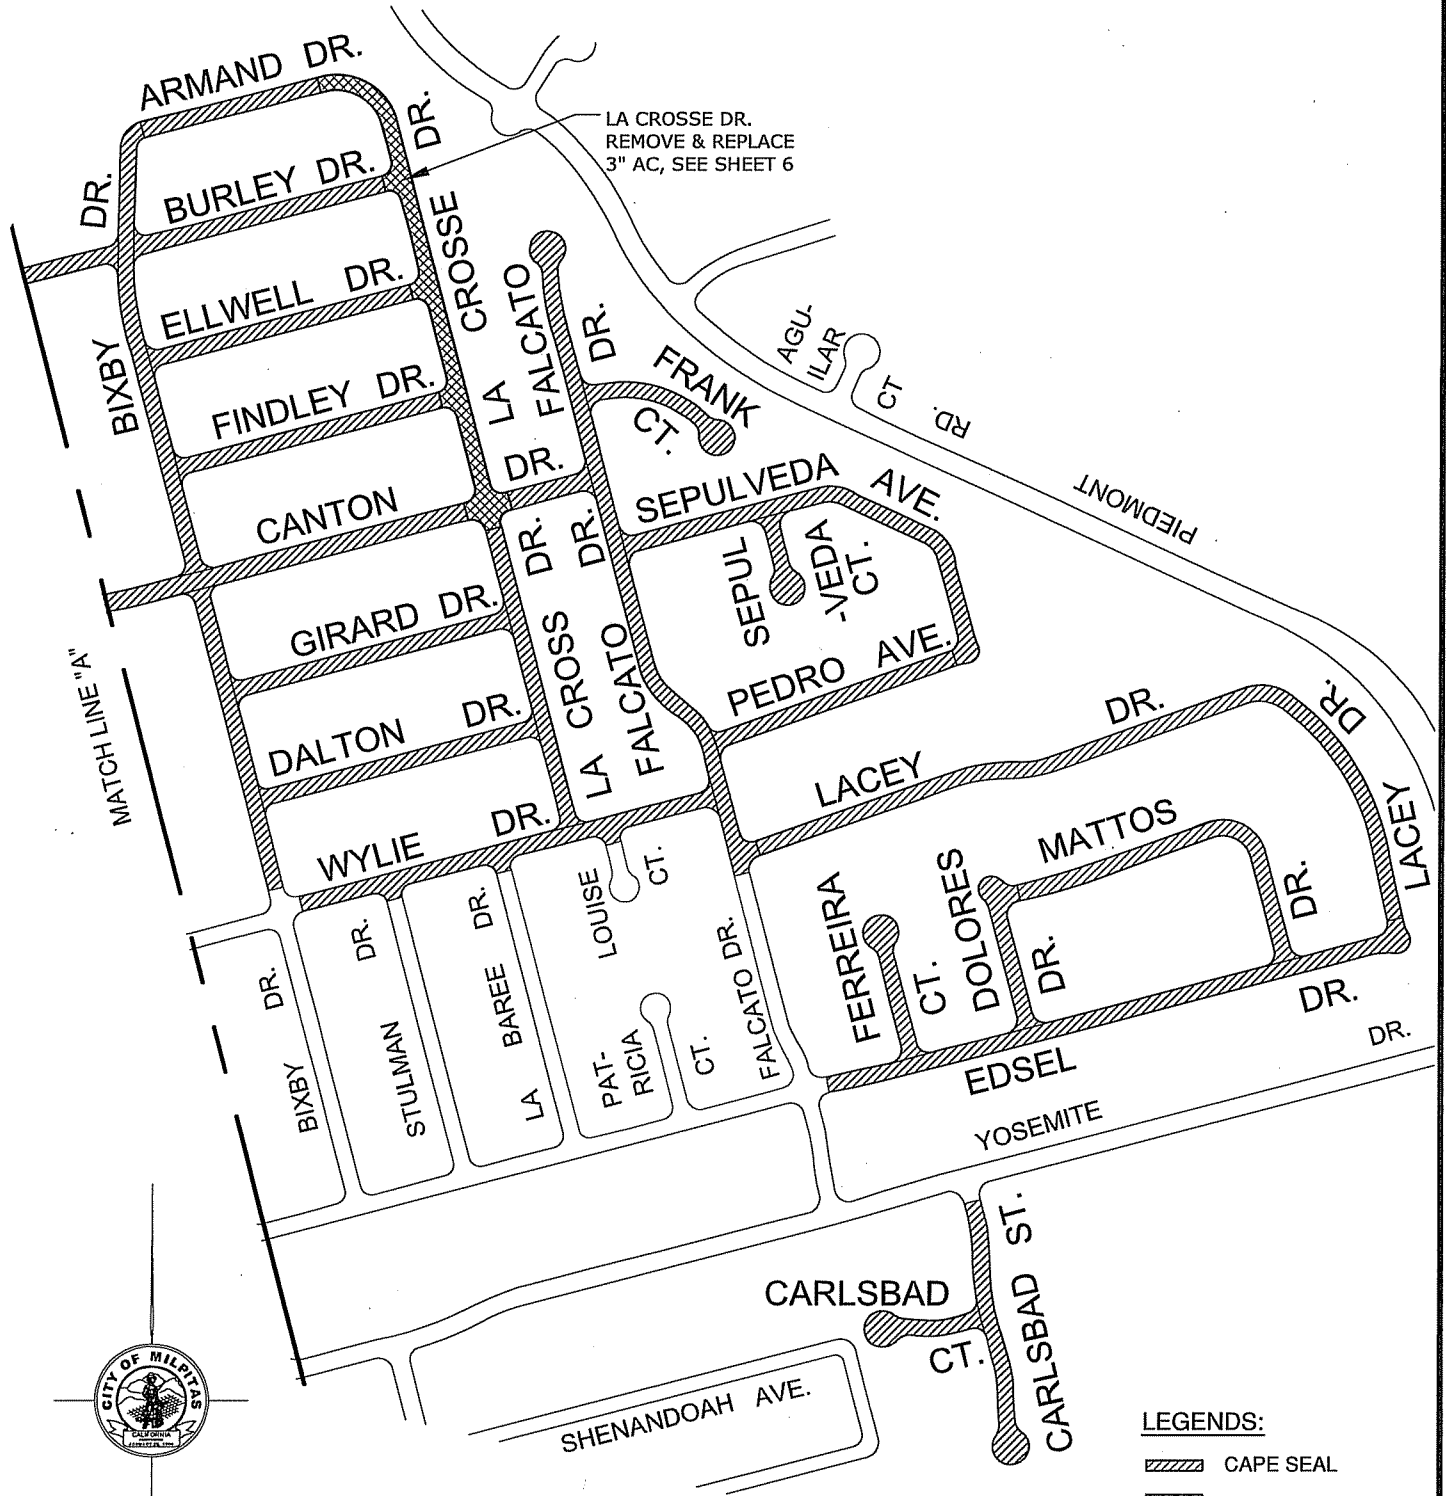 ARMAND DR.
LA CROSSE DR.
REMOVE & REPLACE
3" AC, SEE SHEET 6
BURLEY DR.
BIXBY DR.
LA CROSSE DR.
ELLWELL DR.
FALCATO DR.
FRANK CT.
AGU-
ILAR
CT
PIEDMONT RD.
FINDLEY DR.
CANTON DR.
SEPULVEDA AVE.
SEPUL
-VEDA
CT.
GIRARD DR.
LA CROSS DR.
FALCATO DR.
PEDRO AVE.
MATCH LINE "A"
DALTON DR.
LACEY DR.
LACEY DR.
WYLIE DR.
MATTOS DR.
LOUISE CT.
FERREIRA CT.
DOLORES DR.
BIXBY DR.
STULMAN DR.
LA BAREE DR.
PAT-
RICIA
CT.
FALCATO DR.
EDSEL DR.
YOSEMITE DR.
CARLSBAD CT.
CARLSBAD ST.
SHENANDOAH AVE.
CITY OF MILPITAS
CALIFORNIA
LEGENDS:
CAPE SEAL